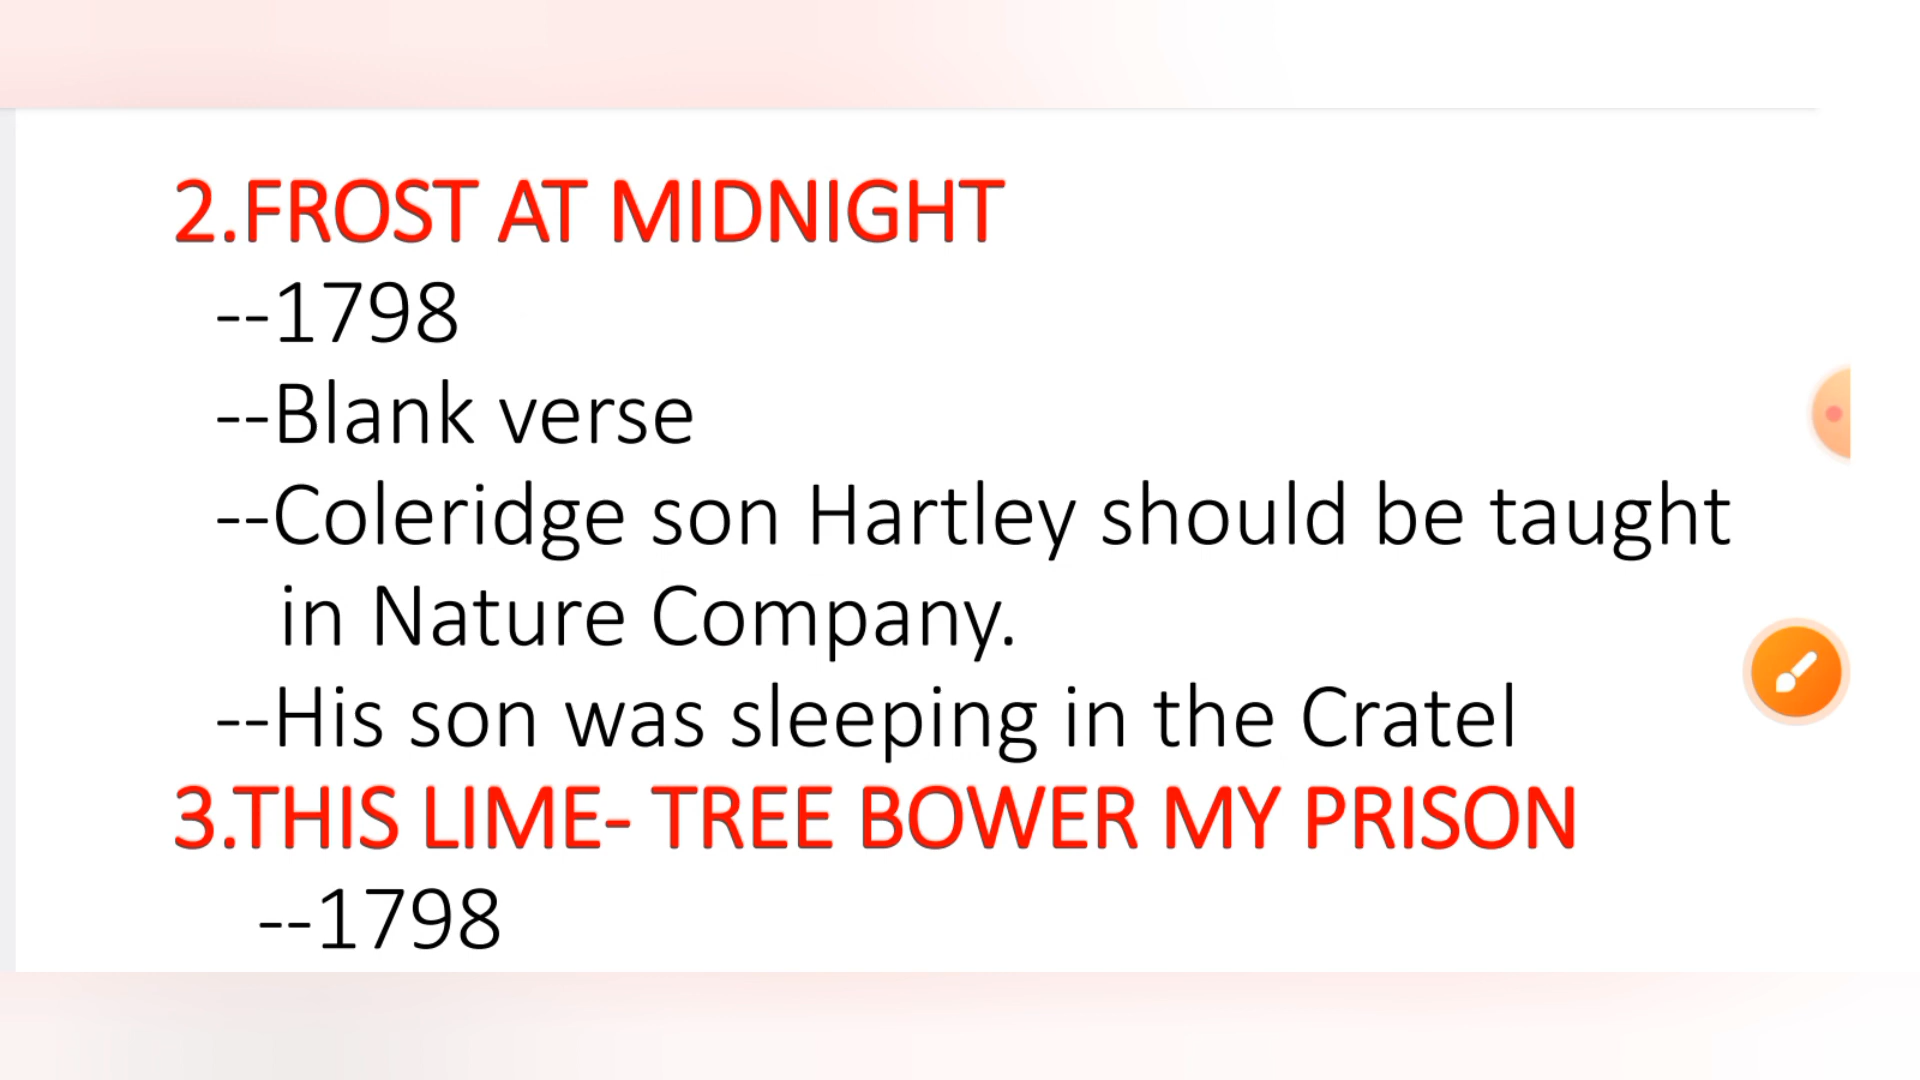 2.FROST AT MIDNIGHT
--1798
--Blank verse
--Coleridge son Hartley should be taught
in Nature Company.
--His son was sleeping in the Cratel
3.THIS LIME- TREE BOWER MY PRISON
--1798